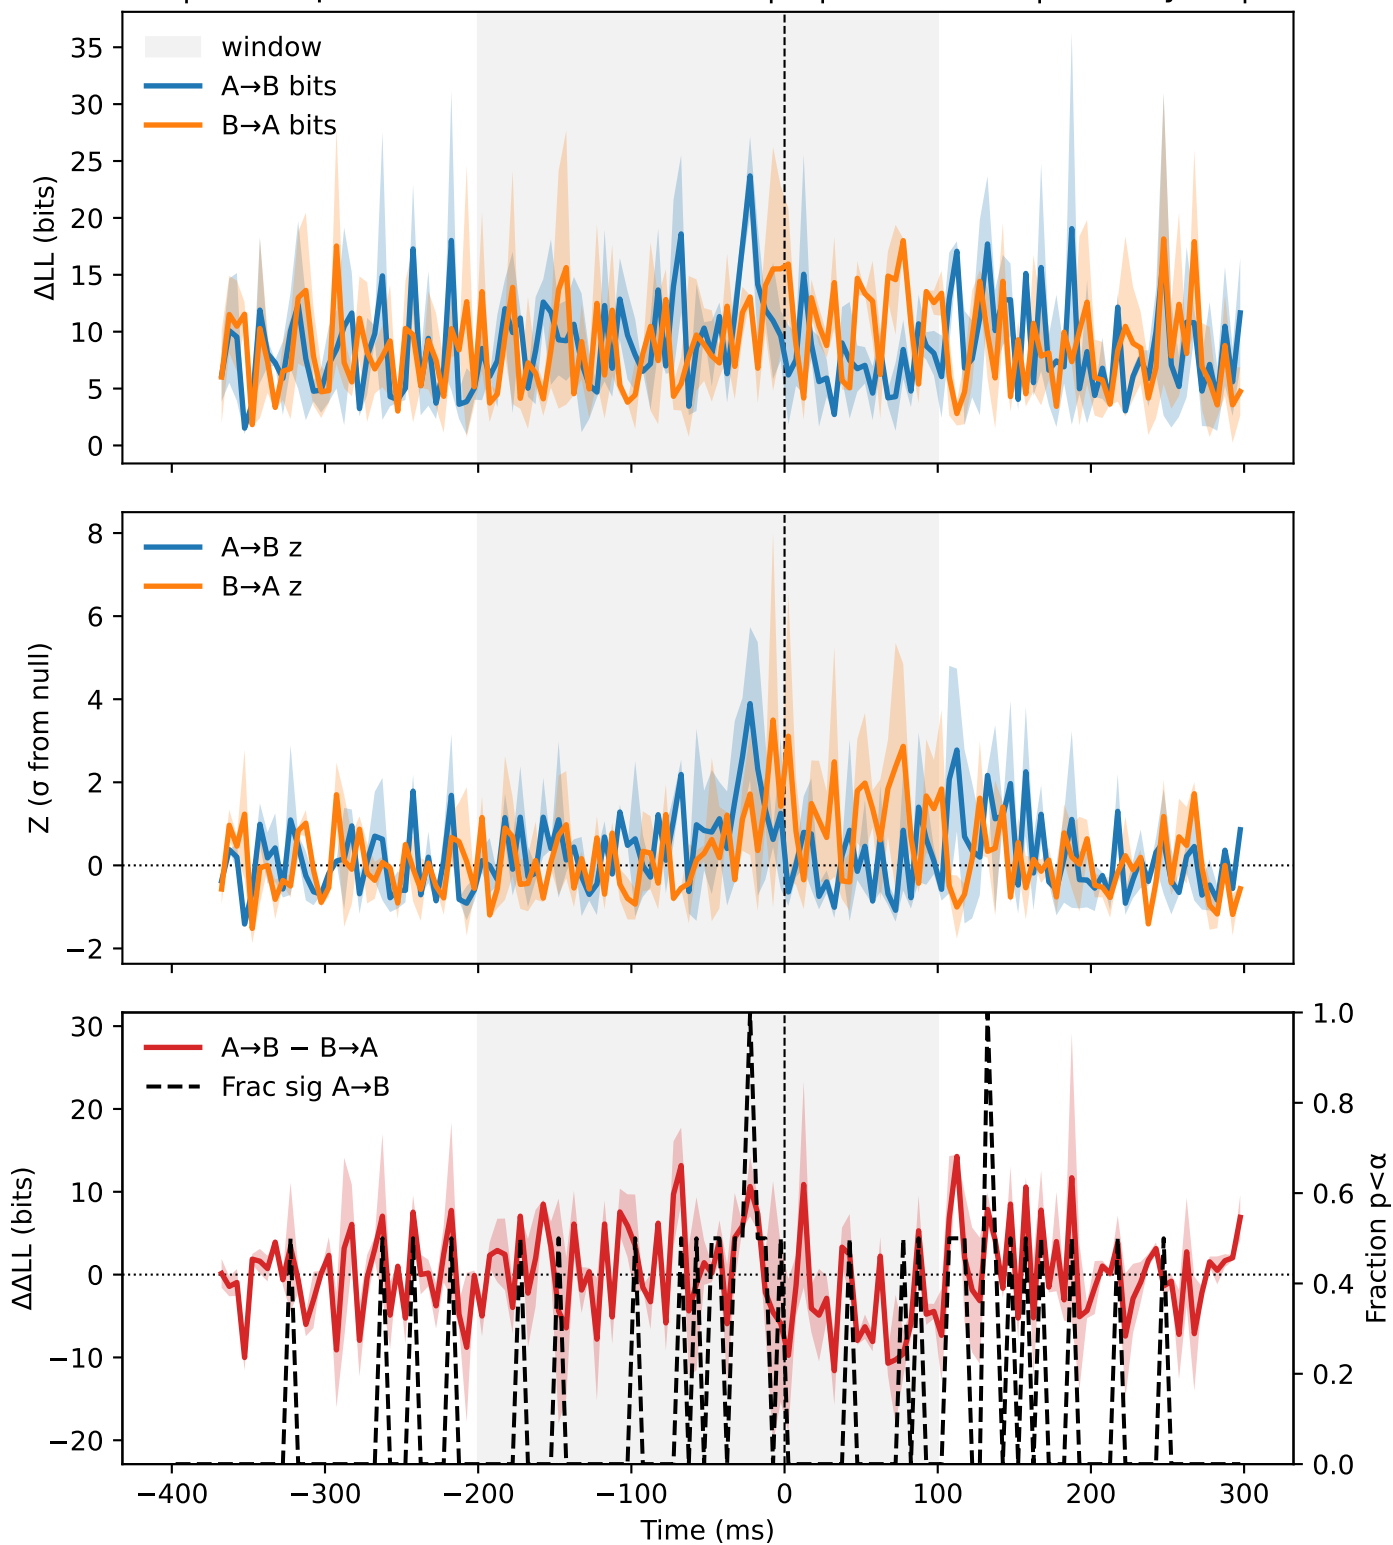 35
30
25
20
15
10
5
0
ΔLL (bits)
window
A→B bits
B→A bits
8
6
4
2
0
−2
Z (σ from null)
A→B z
B→A z
30
20
10
0
−10
−20
ΔΔLL (bits)
A→B − B→A
Frac sig A→B
1.0
0.8
0.6
0.4
0.2
0.0
Fraction p<α
−400 −300 −200 −100 0 100 200 300
Time (ms)